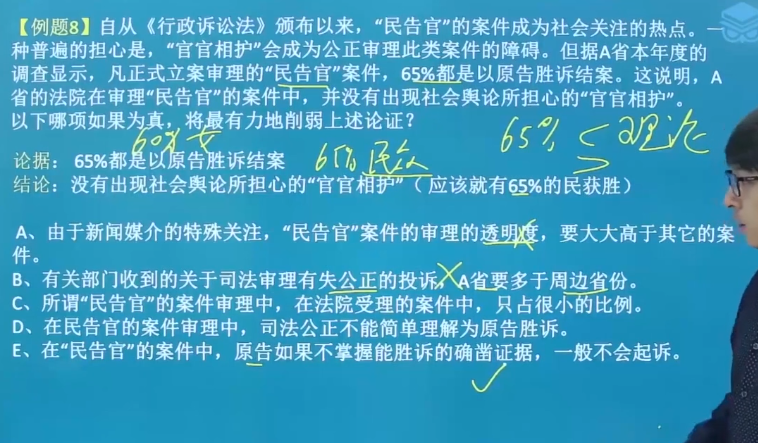 【例题8】自从《行政诉讼法》颁布以来，“民告官”的案件成为社会关注的热点。一
种普遍的担心是，“官官相护”会成为公正审理此类案件的障碍。但据A省本年度的
调查显示，凡正式立案审理的“民告官”案件，65%都是以原告胜诉结案。这说明，A
省的法院在审理“民告官”的案件中，并没有出现社会舆论所担心的“官官相护”。
以下哪项如果为真，将最有力地削弱上述论证？
65% < 理论
论据：65%都是以原告胜诉结案
65%
结论：没有出现社会舆论所担心的“官官相护”（应该就有65%的民获胜）
A、由于新闻媒介的特殊关注，“民告官”案件的审理的透明度，要大大高于其它的案
件。
B、有关部门收到的关于司法审理有失公正的投诉，A省要多于周边省份。
C、所谓“民告官”的案件审理中，在法院受理的案件中，只占很小的比例。
D、在民告官的案件审理中，司法公正不能简单理解为原告胜诉。
E、在“民告官”的案件中，原告如果不掌握能胜诉的确凿证据，一般不会起诉。